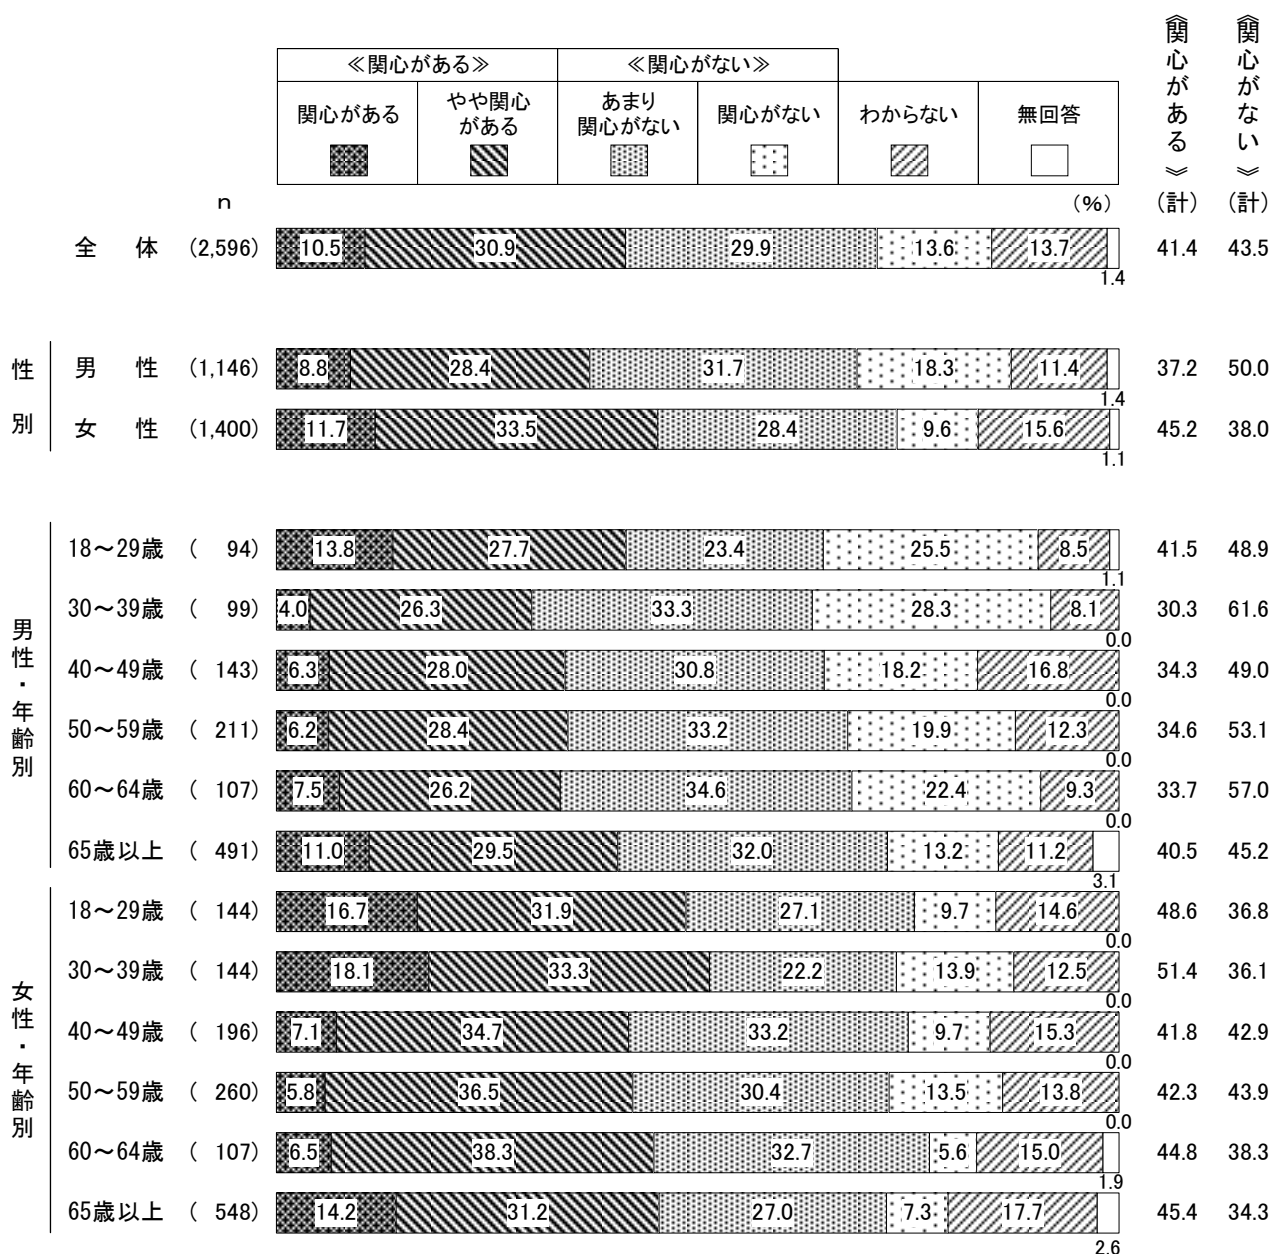 ≪関心がある≫ ≪関心がない≫
関心がある やや関心がある あまり関心がない 関心がない わからない 無回答
≪関心がある≫(計) ≪関心がない≫(計)
n (%)
全体 (2,596) 10.5 30.9 29.9 13.6 13.7 1.4 41.4 43.5
性別
男性 (1,146) 8.8 28.4 31.7 18.3 11.4 1.4 37.2 50.0
女性 (1,400) 11.7 33.5 28.4 9.6 15.6 1.1 45.2 38.0
男性・年齢別
18～29歳 ( 94) 13.8 27.7 23.4 25.5 8.5 1.1 41.5 48.9
30～39歳 ( 99) 4.0 26.3 33.3 28.3 8.1 0.0 30.3 61.6
40～49歳 ( 143) 6.3 28.0 30.8 18.2 16.8 0.0 34.3 49.0
50～59歳 ( 211) 6.2 28.4 33.2 19.9 12.3 0.0 34.6 53.1
60～64歳 ( 107) 7.5 26.2 34.6 22.4 9.3 0.0 33.7 57.0
65歳以上 ( 491) 11.0 29.5 32.0 13.2 11.2 3.1 40.5 45.2
女性・年齢別
18～29歳 ( 144) 16.7 31.9 27.1 9.7 14.6 0.0 48.6 36.8
30～39歳 ( 144) 18.1 33.3 22.2 13.9 12.5 0.0 51.4 36.1
40～49歳 ( 196) 7.1 34.7 33.2 9.7 15.3 0.0 41.8 42.9
50～59歳 ( 260) 5.8 36.5 30.4 13.5 13.8 0.0 42.3 43.9
60～64歳 ( 107) 6.5 38.3 32.7 5.6 15.0 1.9 44.8 38.3
65歳以上 ( 548) 14.2 31.2 27.0 7.3 17.7 2.6 45.4 34.3